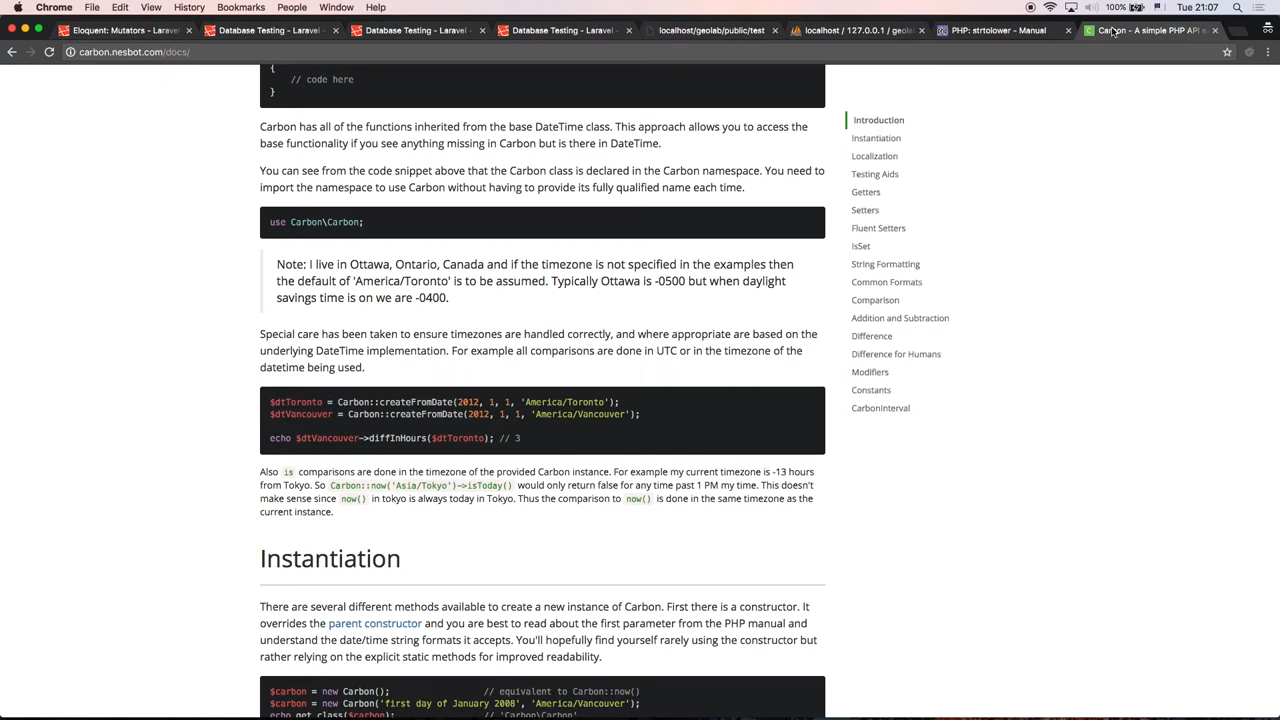 Chrome File Edit View History Bookmarks People Window Help 100% Tue 21:07
Eloquent: Mutators - Laravel Database Testing - Laravel - Database Testing - Laravel - Database Testing - Laravel - localhost/geolab/public/test localhost / 127.0.0.1 / geola PHP: strtolower - Manual Carbon - A simple PHP API
carbon.nesbot.com/docs/
{
// code here
}
Carbon has all of the functions inherited from the base DateTime class. This approach allows you to access the
base functionality if you see anything missing in Carbon but is there in DateTime.
You can see from the code snippet above that the Carbon class is declared in the Carbon namespace. You need to
import the namespace to use Carbon without having to provide its fully qualified name each time.
use Carbon\Carbon;
Note: I live in Ottawa, Ontario, Canada and if the timezone is not specified in the examples then
the default of 'America/Toronto' is to be assumed. Typically Ottawa is -0500 but when daylight
savings time is on we are -0400.
Special care has been taken to ensure timezones are handled correctly, and where appropriate are based on the
underlying DateTime implementation. For example all comparisons are done in UTC or in the timezone of the
datetime being used.
$dtToronto = Carbon::createFromDate(2012, 1, 1, 'America/Toronto');
$dtVancouver = Carbon::createFromDate(2012, 1, 1, 'America/Vancouver');
echo $dtVancouver->diffInHours($dtToronto); // 3
Also is comparisons are done in the timezone of the provided Carbon instance. For example my current timezone is -13 hours
from Tokyo. So Carbon::now('Asia/Tokyo')->isToday() would only return false for any time past 1 PM my time. This doesn't
make sense since now() in tokyo is always today in Tokyo. Thus the comparison to now() is done in the same timezone as the
current instance.
Instantiation
There are several different methods available to create a new instance of Carbon. First there is a constructor. It
overrides the parent constructor and you are best to read about the first parameter from the PHP manual and
understand the date/time string formats it accepts. You'll hopefully find yourself rarely using the constructor but
rather relying on the explicit static methods for improved readability.
$carbon = new Carbon(); // equivalent to Carbon::now()
$carbon = new Carbon('first day of January 2008', 'America/Vancouver');
echo get_class($carbon); // 'Carbon\Carbon'
Introduction
Instantiation
Localization
Testing Aids
Getters
Setters
Fluent Setters
IsSet
String Formatting
Common Formats
Comparison
Addition and Subtraction
Difference
Difference for Humans
Modifiers
Constants
CarbonInterval